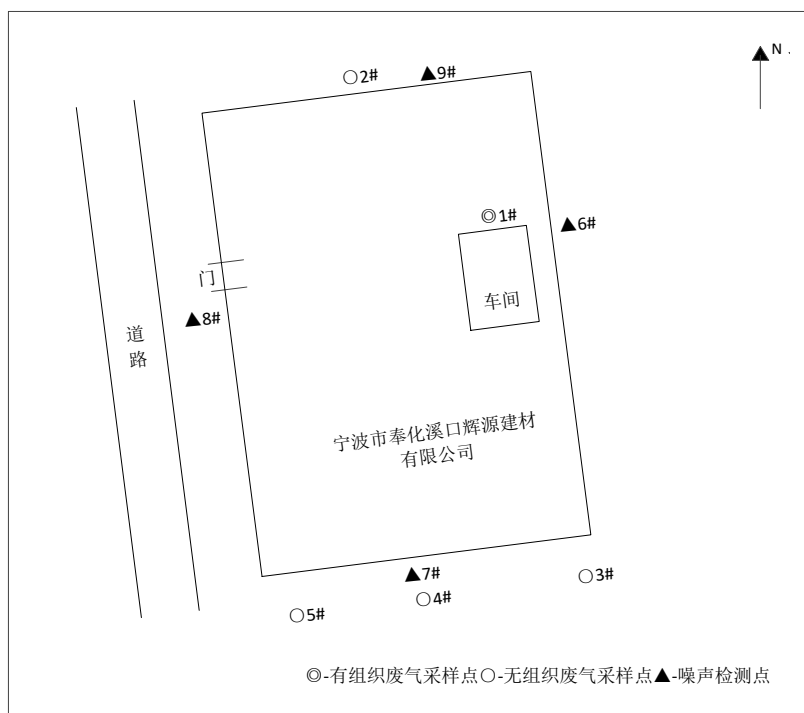 ○2#
▲9#
N .
◎1#
▲6#
门
车间
▲8#
道
路
宁波市奉化溪口辉源建材
有限公司
▲7#
○3#
○4#
○5#
◎-有组织废气采样点○-无组织废气采样点▲-噪声检测点